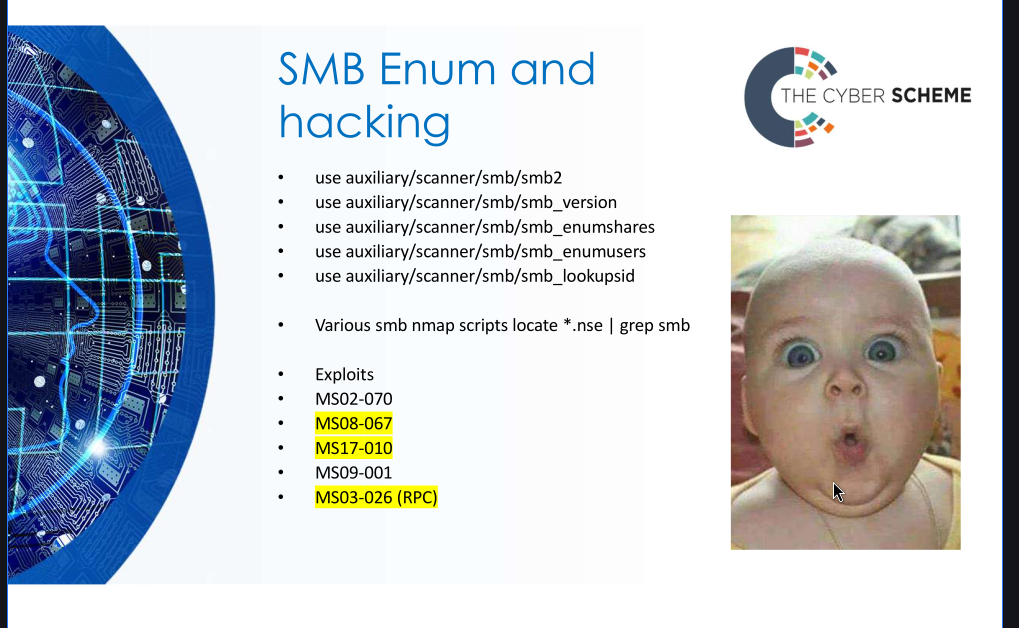 SMB Enum and
hacking
THE CYBER SCHEME
• use auxiliary/scanner/smb/smb2
• use auxiliary/scanner/smb/smb_version
• use auxiliary/scanner/smb/smb_enumshares
• use auxiliary/scanner/smb/smb_enumusers
• use auxiliary/scanner/smb/smb_lookupsid
• Various smb nmap scripts locate *.nse | grep smb
• Exploits
• MS02-070
• MS08-067
• MS17-010
• MS09-001
• MS03-026 (RPC)